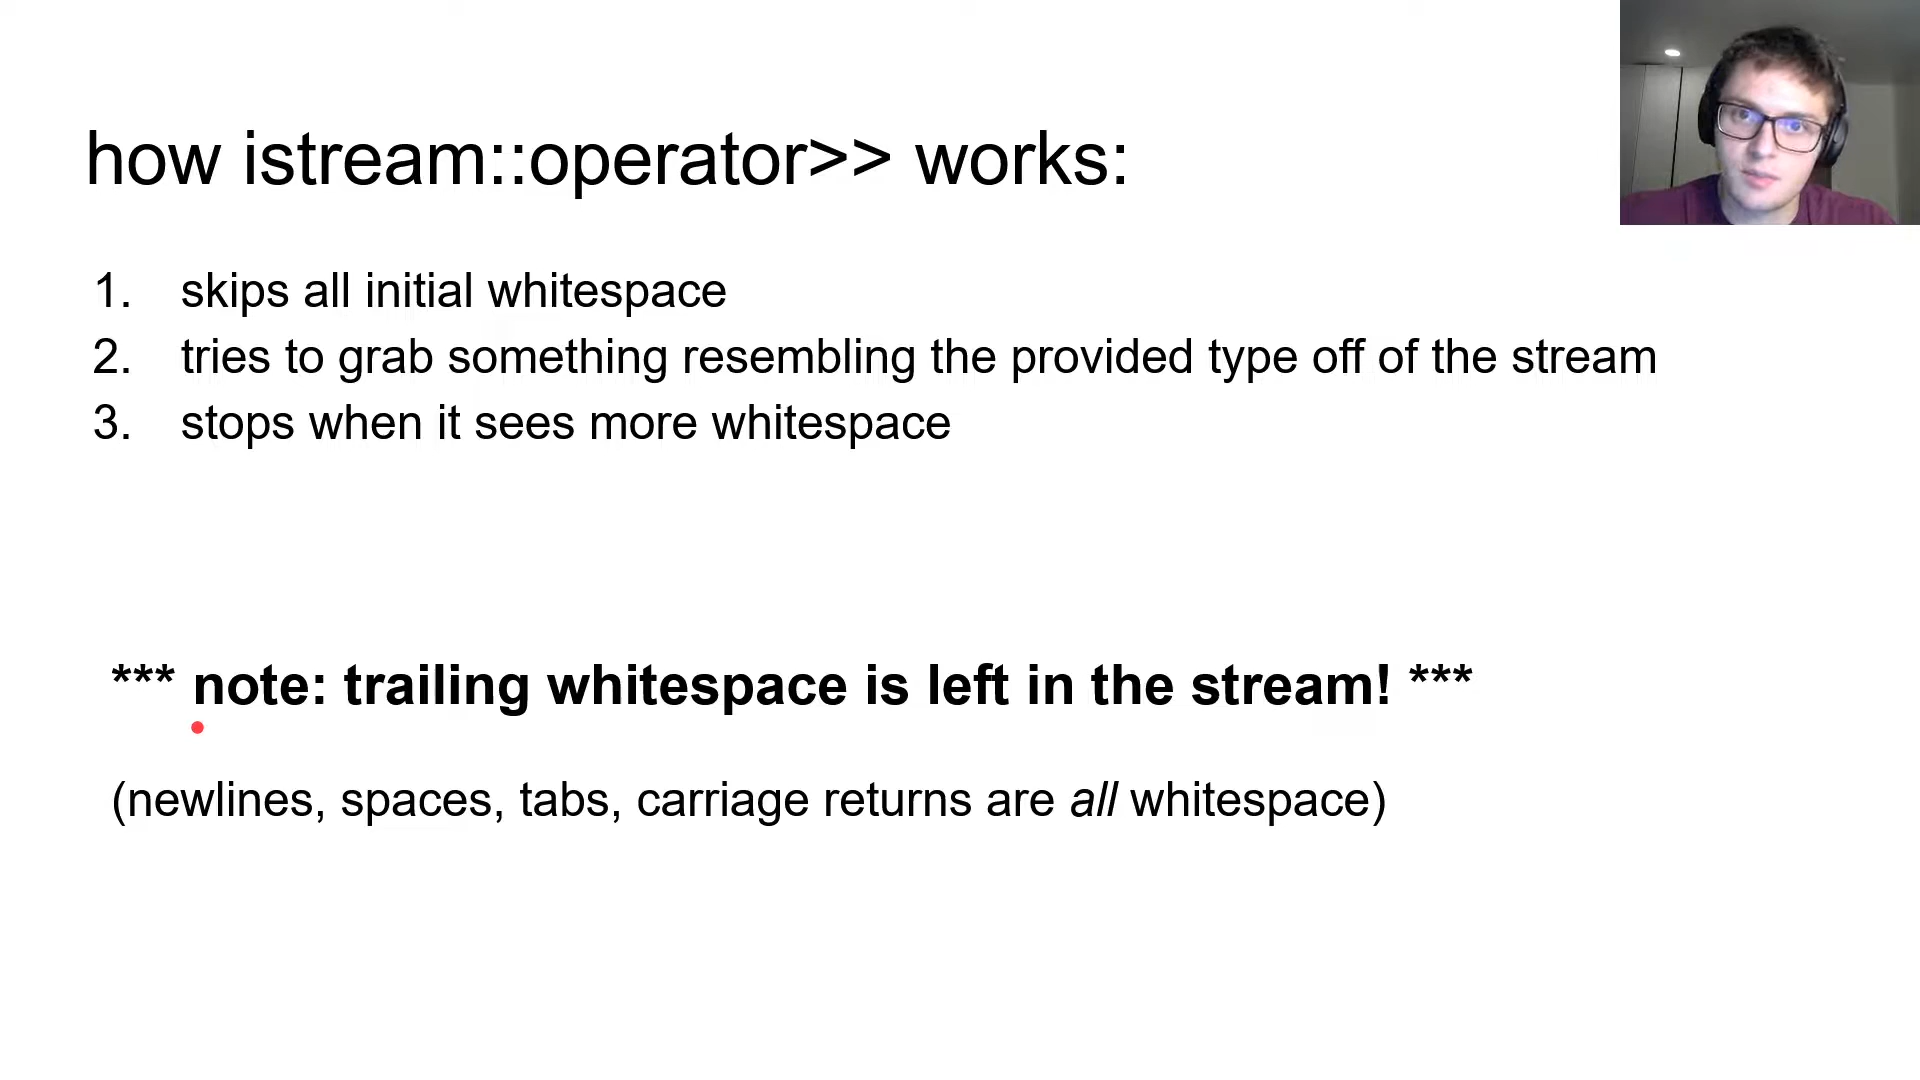 how istream::operator>> works:
1. skips all initial whitespace
2. tries to grab something resembling the provided type off of the stream
3. stops when it sees more whitespace
*** note: trailing whitespace is left in the stream! ***
(newlines, spaces, tabs, carriage returns are all whitespace)